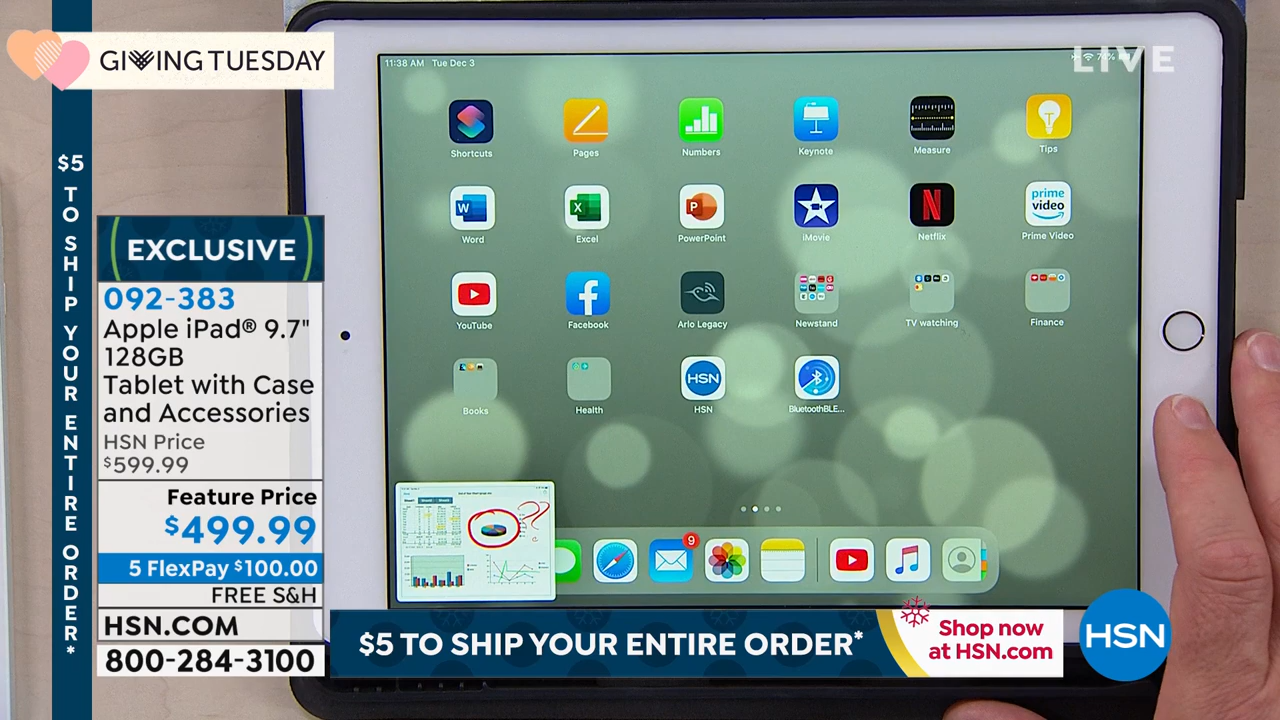 GIVING TUESDAY
LIVE
$5 TO SHIP YOUR ENTIRE ORDER*
EXCLUSIVE
092-383
Apple iPad® 9.7"
128GB
Tablet with Case
and Accessories
HSN Price
$599.99
Feature Price
$499.99
5 FlexPay $100.00
FREE S&H
HSN.COM
800-284-3100
11:38 AM Tue Dec 3
Shortcuts
Pages
Numbers
Keynote
Measure
Tips
Word
Excel
PowerPoint
iMovie
Netflix
prime video
Prime Video
YouTube
Facebook
Arlo Legacy
Newstand
TV watching
Finance
Books
Health
HSN
HSN
BluetoothBLE...
9
$5 TO SHIP YOUR ENTIRE ORDER*
Shop now
at HSN.com
HSN